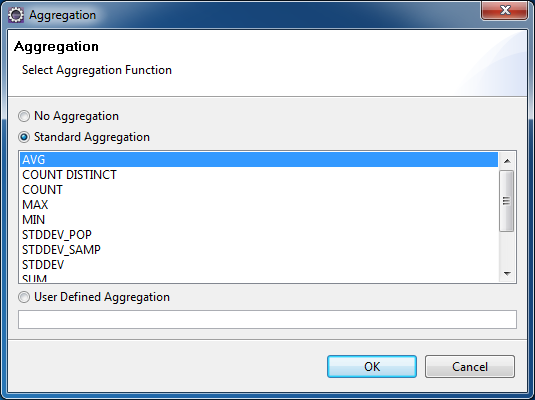 Aggregation
Aggregation
Select Aggregation Function
No Aggregation
Standard Aggregation
AVG
COUNT DISTINCT
COUNT
MAX
MIN
STDDEV_POP
STDDEV_SAMP
STDDEV
SUM
User Defined Aggregation
OK Cancel